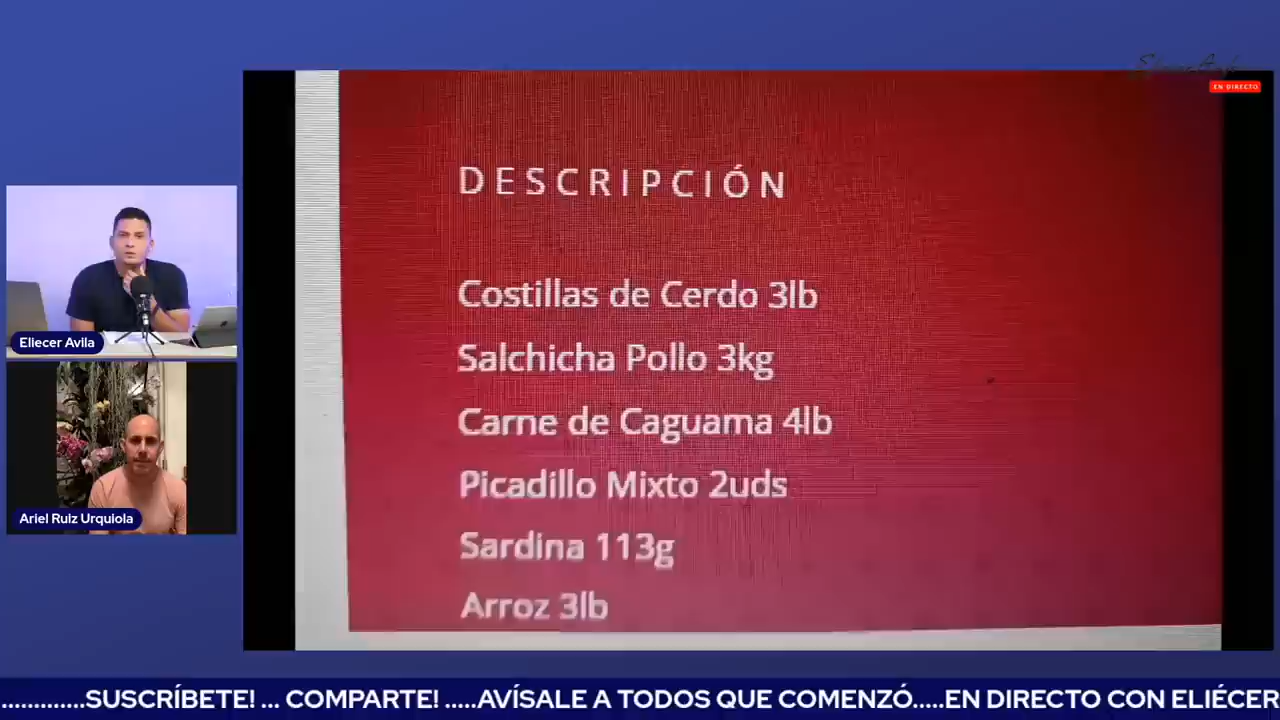 EN DIRECTO
DESCRIPCIÓN
Costillas de Cerdo 3lb
Salchicha Pollo 3kg
Carne de Caguama 4lb
Picadillo Mixto 2uds
Sardina 113g
Arroz 3lb
Eliecer Avila
Ariel Ruiz Urquiola
.............SUSCRÍBETE! ... COMPARTE! .....AVÍSALE A TODOS QUE COMENZÓ.....EN DIRECTO CON ELIÉCER